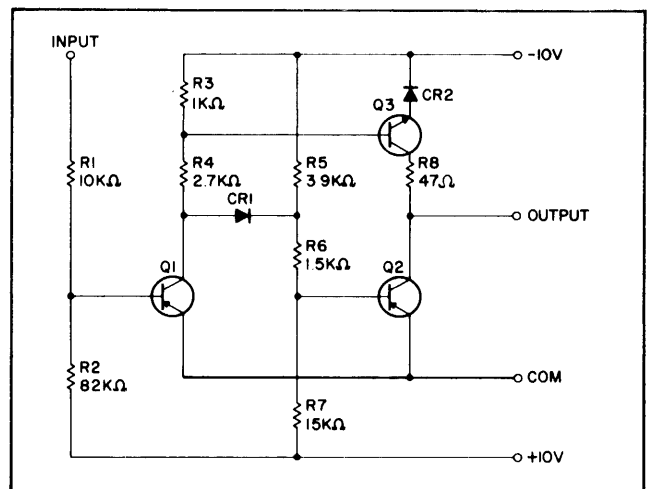 INPUT
-10V
R3
1KΩ
Q3
CR2
R1
10KΩ
R4
2.7KΩ
R5
3.9KΩ
R8
47Ω
CR1
OUTPUT
R6
1.5KΩ
Q1
Q2
R2
82KΩ
COM
R7
15KΩ
+10V